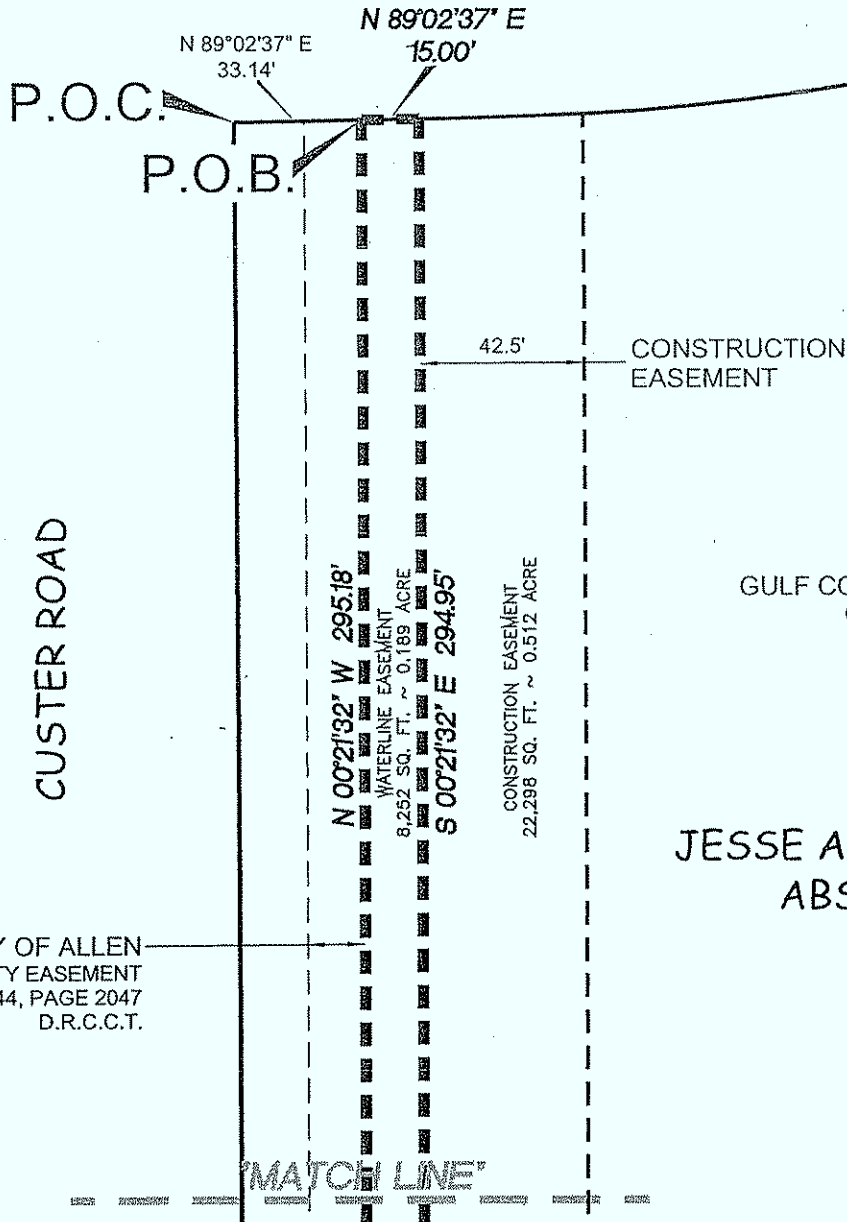 N 89°02'37" E
15.00'
N 89°02'37" E
33.14'
P.O.C.
P.O.B.
42.5'
CONSTRUCTION
EASEMENT
CUSTER ROAD
N 00°21'32" W 295.18'
WATERLINE EASEMENT
8,252 SQ. FT. ~ 0.189 ACRE
S 00°21'32" E 294.95'
CONSTRUCTION EASEMENT
22,298 SQ. FT. ~ 0.512 ACRE
GULF CO
JESSE A
ABS
Y OF ALLEN
TY EASEMENT
44, PAGE 2047
D.R.C.C.T.
"MATCH LINE"